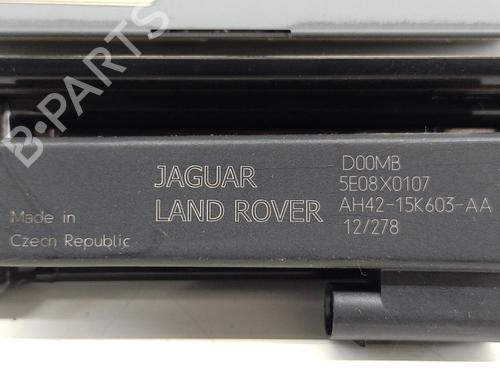 B-PARTS
JAGUAR
LAND ROVER
D00MB
5E08X0107
AH42-15K603-AA
12/278
Made in
Czech Republic